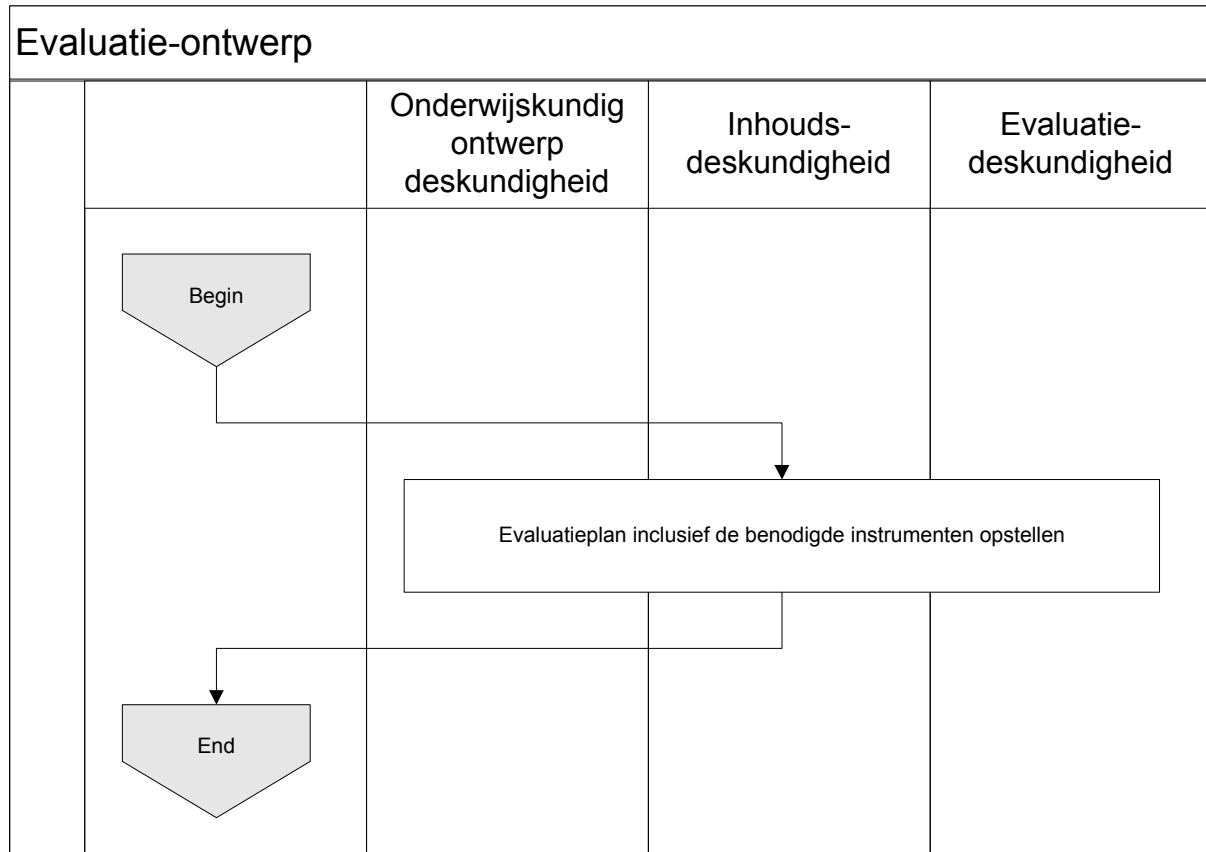 Evaluatie-ontwerp
Onderwijskundig
ontwerp
deskundigheid
Inhouds-
deskundigheid
Evaluatie-
deskundigheid
Begin
Evaluatieplan inclusief de benodigde instrumenten opstellen
End